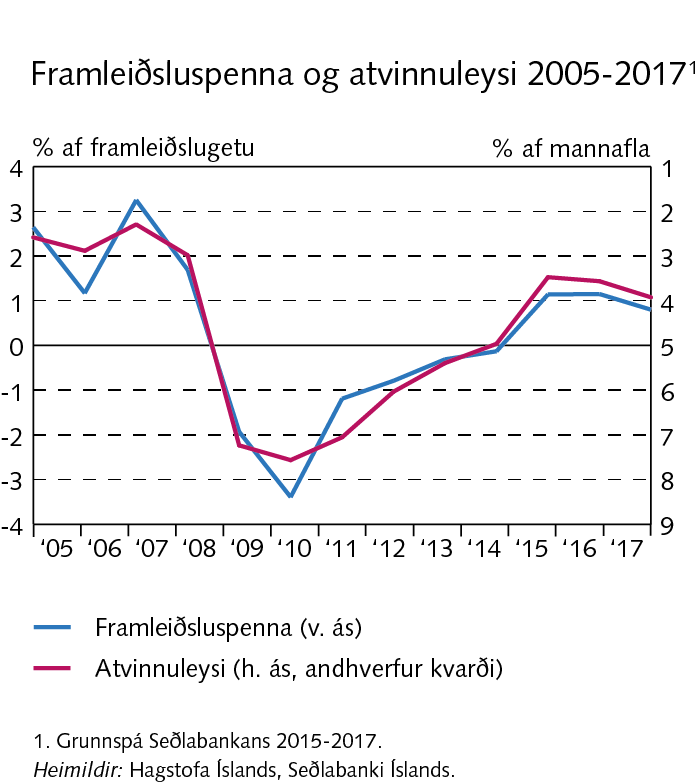 Framleiðsluspenna og atvinnuleysi 2005-2017¹
% af framleiðslugetu
% af mannafla
4 1
3 2
2 3
1 4
0 5
-1 6
-2 7
-3 8
-4 9
‘05 ‘06 ‘07 ‘08 ‘09 ‘10 ‘11 ‘12 ‘13 ‘14 ‘15 ‘16 ‘17
Framleiðsluspenna (v. ás)
Atvinnuleysi (h. ás, andhverfur kvarði)
1. Grunnspá Seðlabankans 2015-2017.
Heimildir: Hagstofa Íslands, Seðlabanki Íslands.